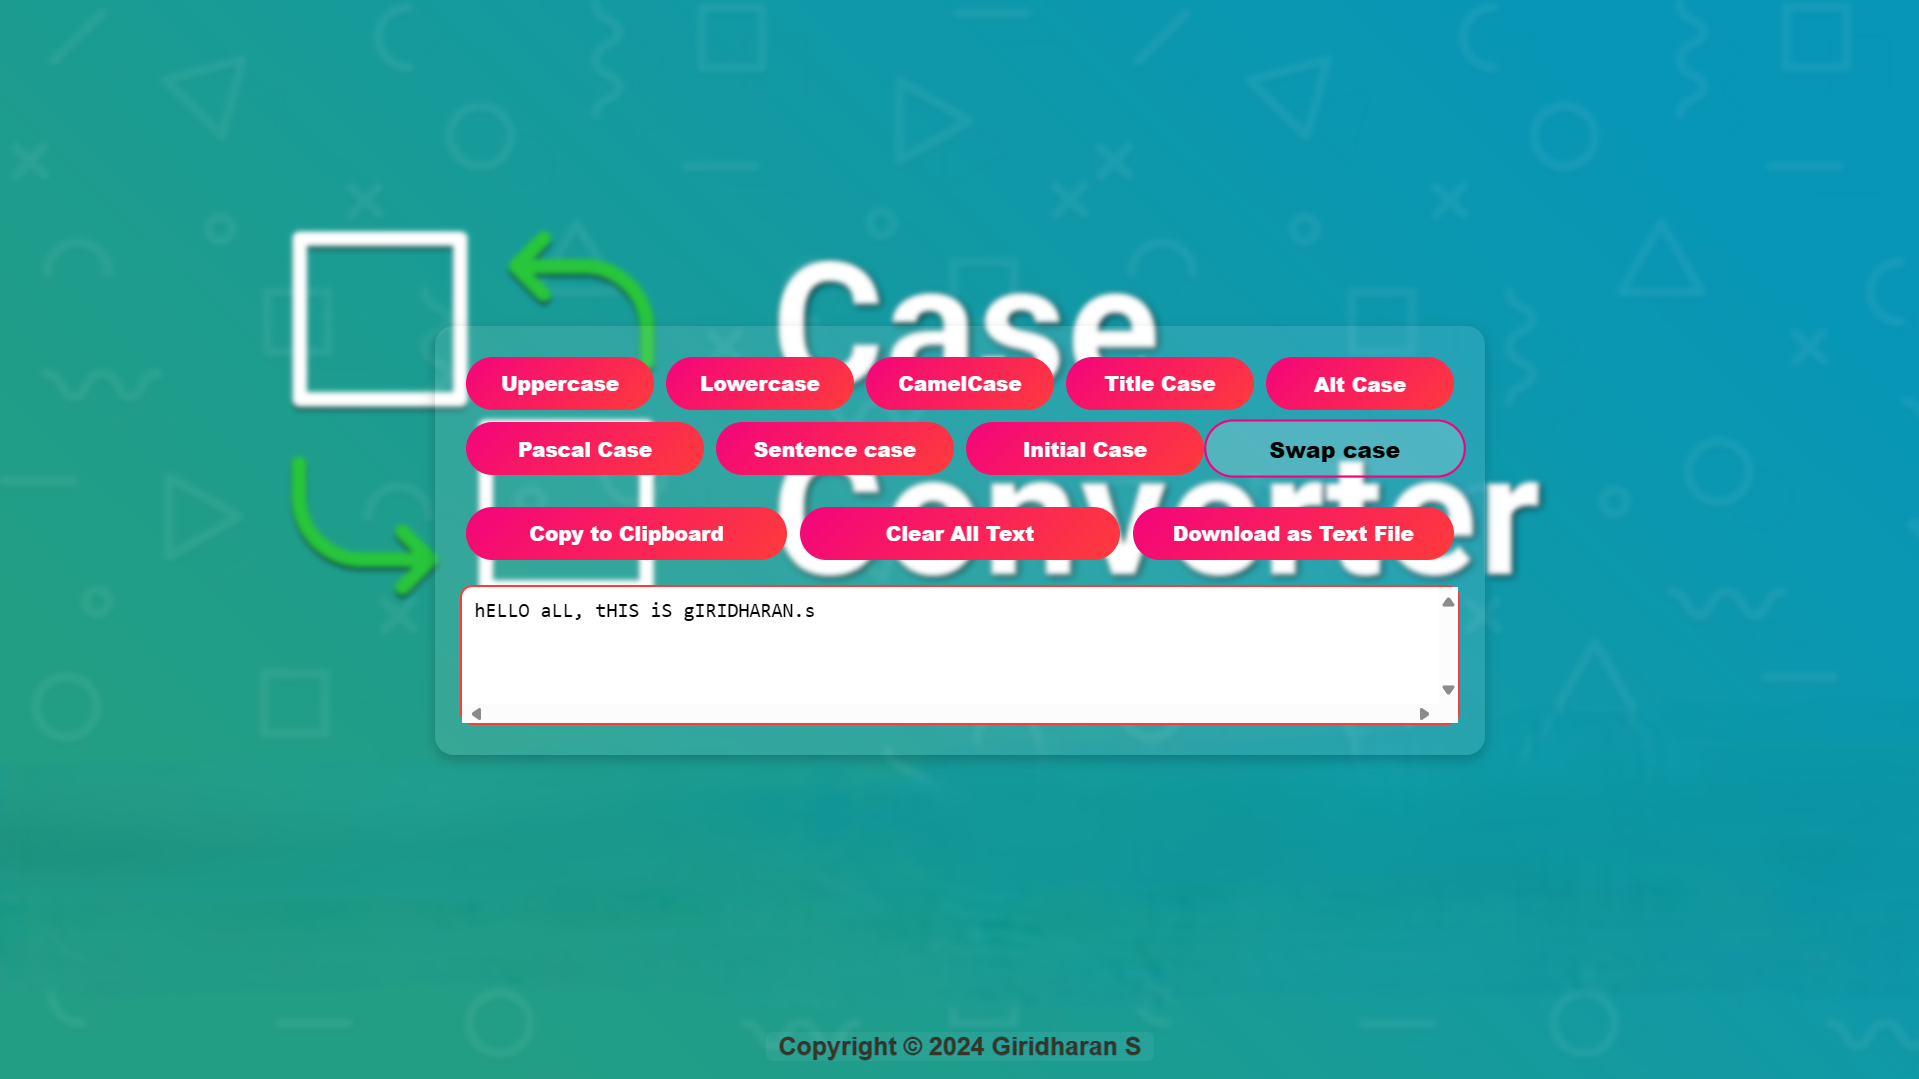 Case
Converter
Uppercase
Lowercase
CamelCase
Title Case
Alt Case
Pascal Case
Sentence case
Initial Case
Swap case
Copy to Clipboard
Clear All Text
Download as Text File
hELLO aLL, tHIS iS gIRIDHARAN.s
Copyright © 2024 Giridharan S